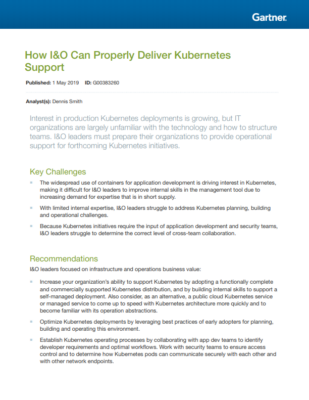 Gartner.
How I&O Can Properly Deliver Kubernetes
Support
Published: 1 May 2019 ID: G00383260
Analyst(s): Dennis Smith
Interest in production Kubernetes deployments is growing, but IT
organizations are largely unfamiliar with the technology and how to structure
teams. I&O leaders must prepare their organizations to provide operational
support for forthcoming Kubernetes initiatives.
Key Challenges
■ The widespread use of containers for application development is driving interest in Kubernetes,
making it difficult for I&O leaders to improve internal skills in the management tool due to
increasing demand for expertise that is in short supply.
■ With limited internal expertise, I&O leaders struggle to address Kubernetes planning, building
and operational challenges.
■ Because Kubernetes initiatives require the input of application development and security teams,
I&O leaders struggle to determine the correct level of cross-team collaboration.
Recommendations
I&O leaders focused on infrastructure and operations business value:
■ Increase your organization's ability to support Kubernetes by adopting a functionally complete
and commercially supported Kubernetes distribution, and by building internal skills to support a
self-managed deployment. Also consider, as an alternative, a public cloud Kubernetes service
or managed service to come up to speed with Kubernetes architecture more quickly and to
become familiar with its operation abstractions.
■ Optimize Kubernetes deployments by leveraging best practices of early adopters for planning,
building and operating this environment.
■ Establish Kubernetes operating processes by collaborating with app dev teams to identify
developer requirements and optimal workflows. Work with security teams to ensure access
control and to determine how Kubernetes pods can communicate securely with each other and
with other network endpoints.